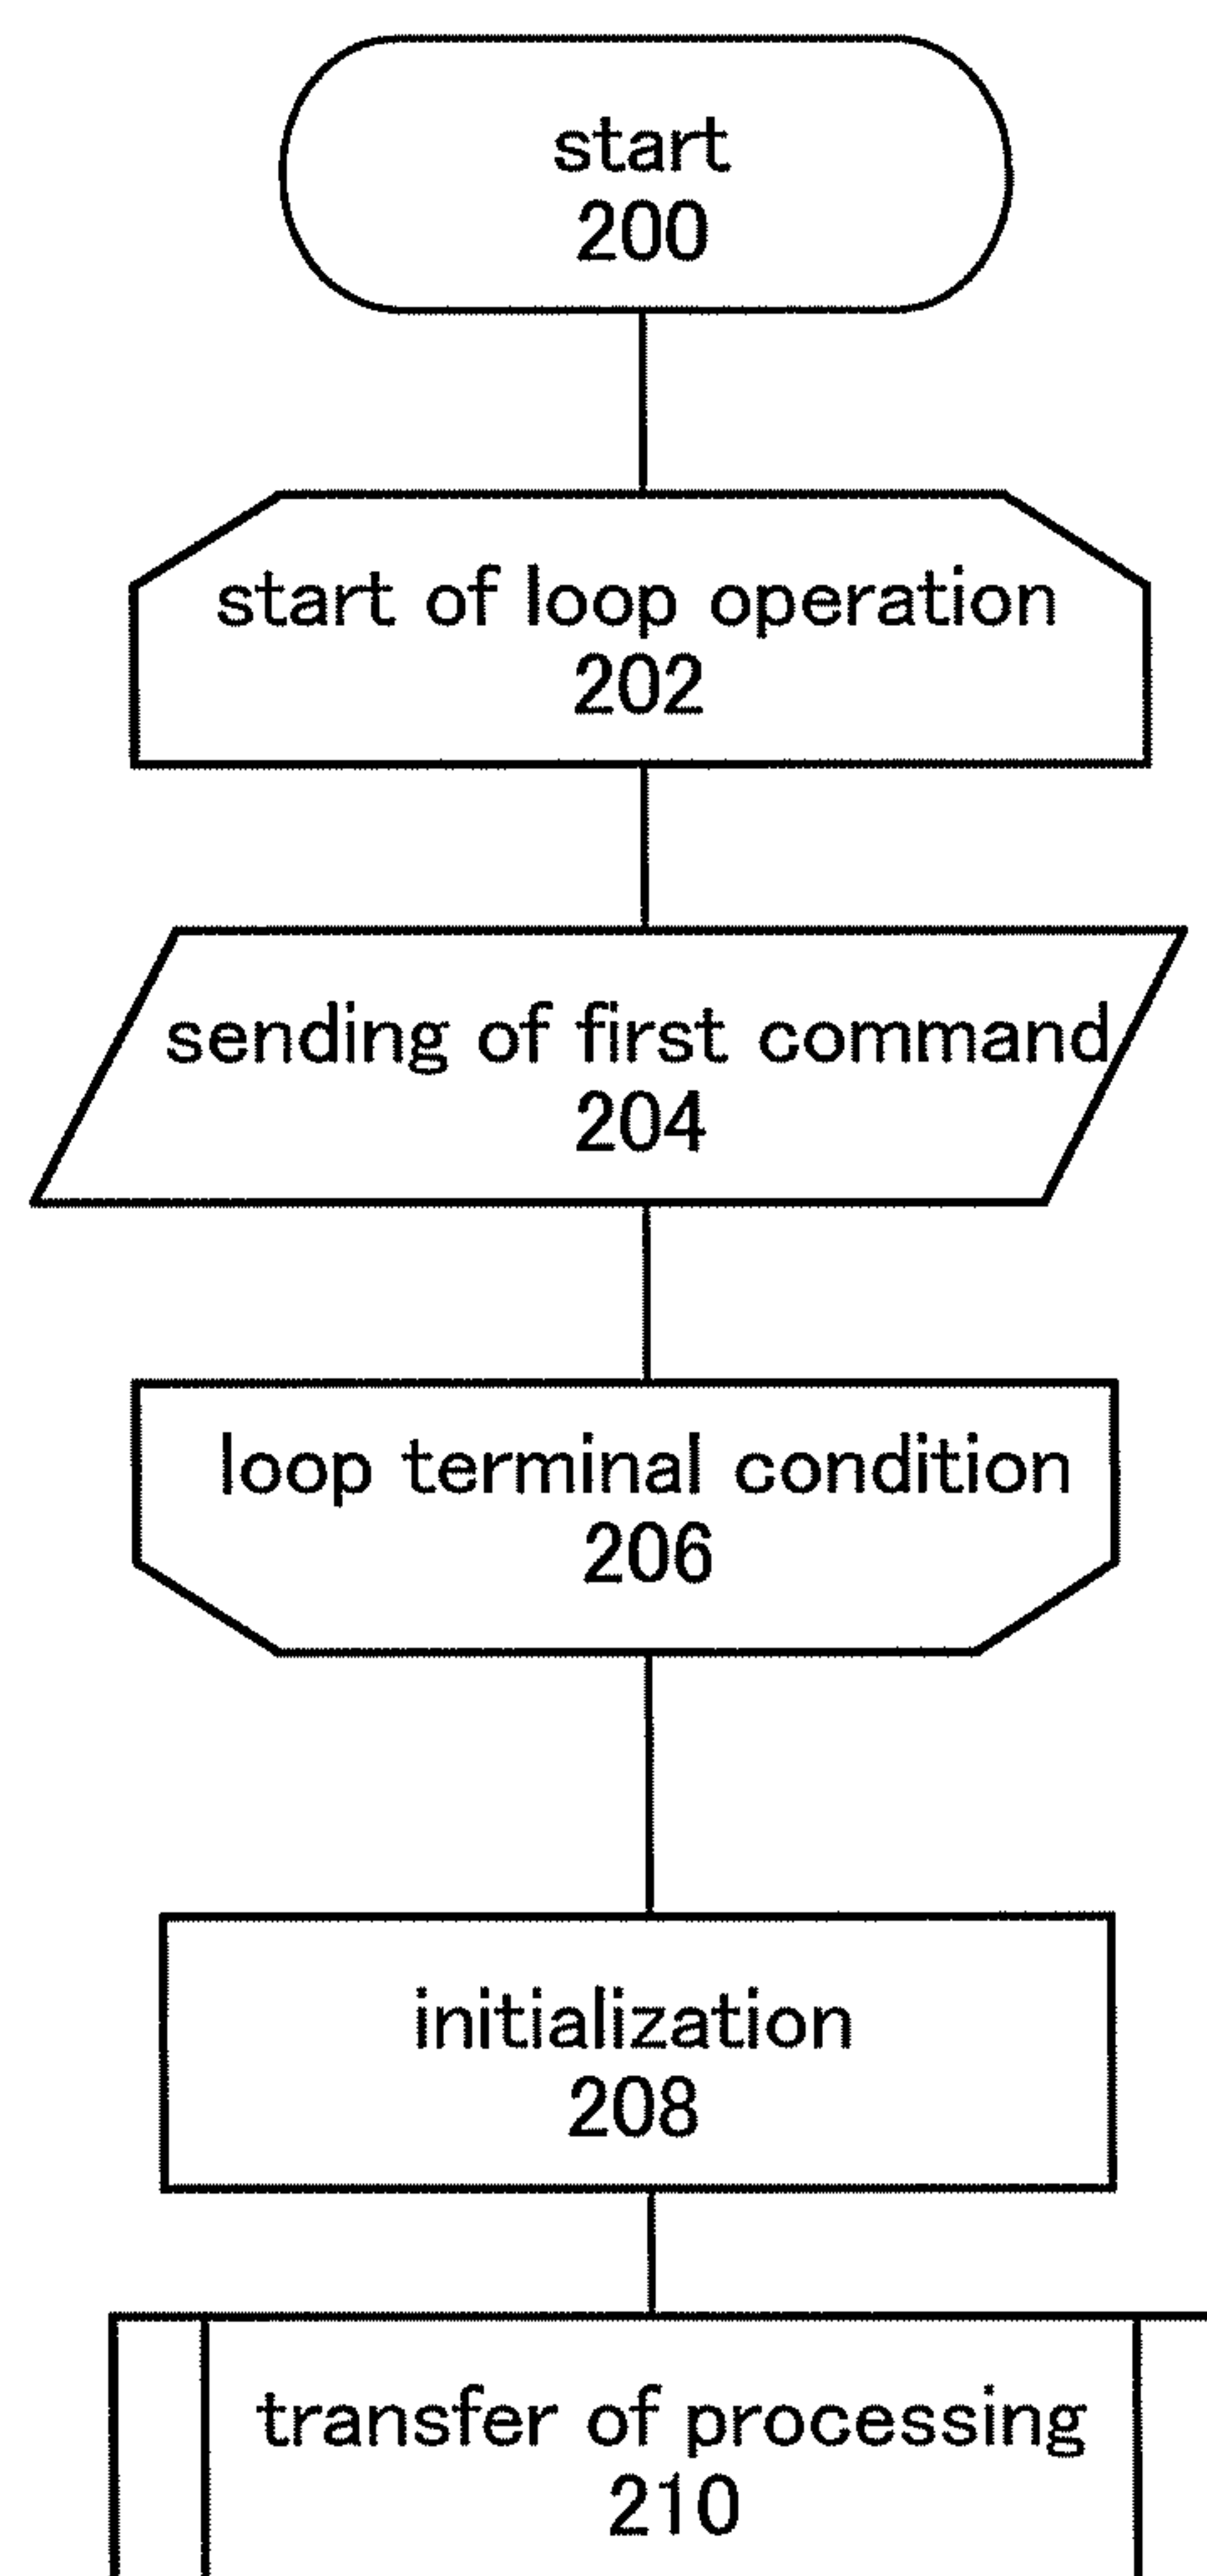 start
200
start of loop operation
202
sending of first command
204
loop terminal condition
206
initialization
208
transfer of processing
210